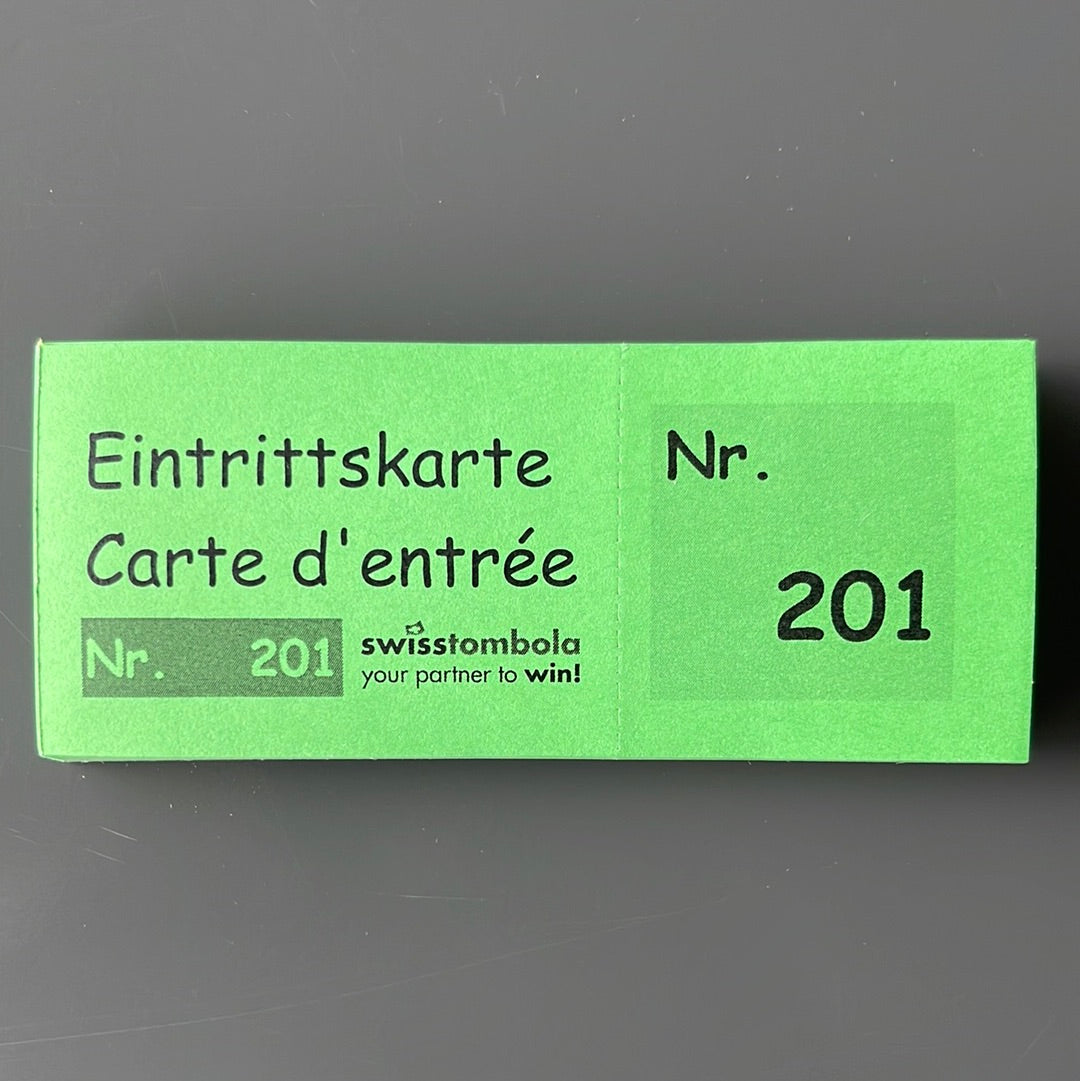 Eintrittskarte
Carte d'entrée
Nr. 201
swisstombola
your partner to win!
Nr.
201